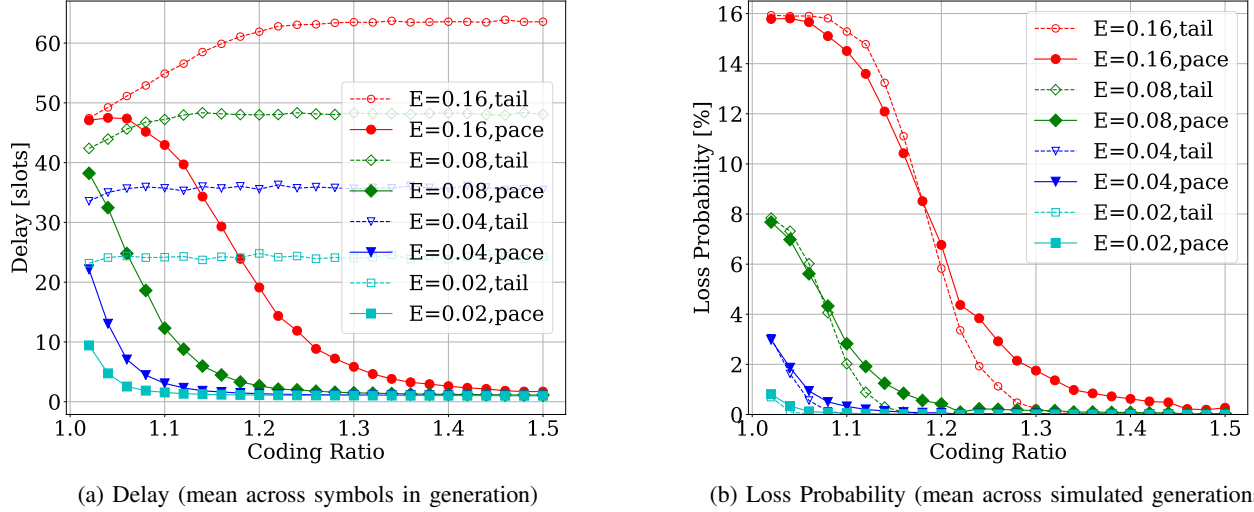 60
50
40
30
20
10
0
Delay [slots]
1.0
1.1
1.2
1.3
1.4
1.5
Coding Ratio
E=0.16,tail
E=0.16,pace
E=0.08,tail
E=0.08,pace
E=0.04,tail
E=0.04,pace
E=0.02,tail
E=0.02,pace
(a) Delay (mean across symbols in generation)
16
14
12
10
8
6
4
2
0
Loss Probability [%]
1.0
1.1
1.2
1.3
1.4
1.5
Coding Ratio
E=0.16,tail
E=0.16,pace
E=0.08,tail
E=0.08,pace
E=0.04,tail
E=0.04,pace
E=0.02,tail
E=0.02,pace
(b) Loss Probability (mean across simulated generation